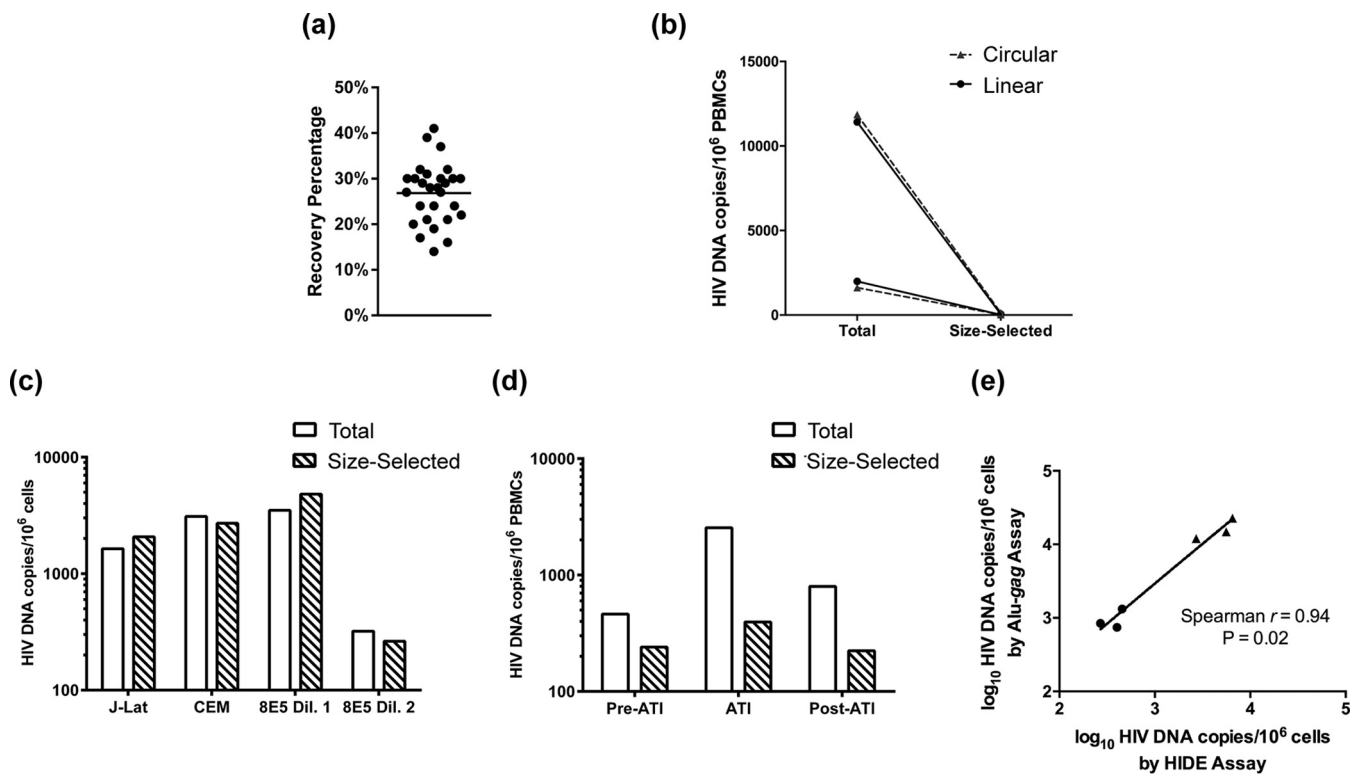 (a)
50%
40%
30%
20%
10%
0%
Recovery Percentage
(b)
Circular
Linear
15000
10000
5000
0
HIV DNA copies/10⁶ PBMCs
Total
Size-Selected
(c)
Total
Size-Selected
10000
1000
100
HIV DNA copies/10⁶ cells
J-Lat
CEM
8E5 Dil. 1
8E5 Dil. 2
(d)
Total
Size-Selected
10000
1000
100
HIV DNA copies/10⁶ PBMCs
Pre-ATI
ATI
Post-ATI
(e)
5
4
3
2
log₁₀ HIV DNA copies/10⁶ cells
by Alu-gag Assay
Spearman r = 0.94
P = 0.02
2
3
4
5
log₁₀ HIV DNA copies/10⁶ cells
by HIDE Assay